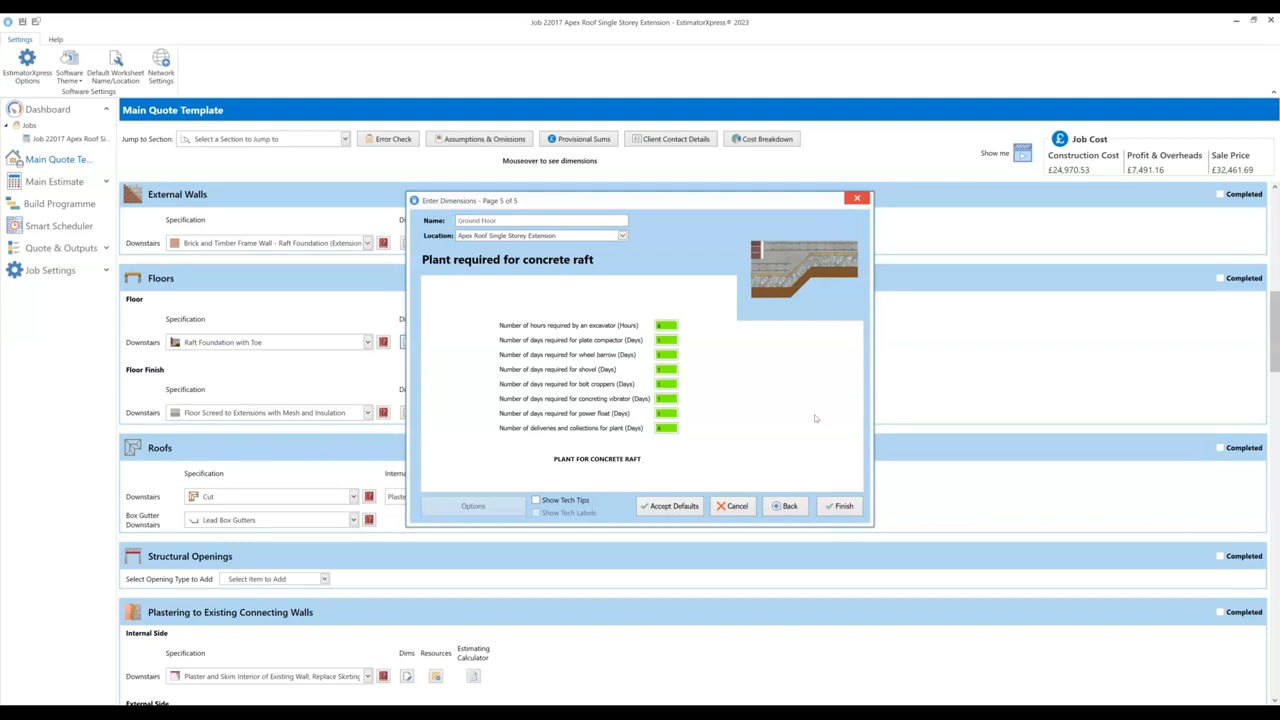 Job 22017 Apex Roof Single Storey Extension - EstimatorXpress® 2023
Settings
Help
EstimatorXpress Options
Software Theme
Default Worksheet Name/Location
Network Settings
Software Settings
Dashboard
Jobs
Job 22017 Apex Roof Si...
Main Quote Te...
Main Estimate
Build Programme
Smart Scheduler
Quote & Outputs
Job Settings
Main Quote Template
Jump to Section:
Select a Section to Jump to
Error Check
Assumptions & Omissions
Provisional Sums
Client Contact Details
Cost Breakdown
Mouseover to see dimensions
Show me
Job Cost
Construction Cost
Profit & Overheads
Sale Price
£24,970.53
£7,491.16
£32,461.69
External Walls
Completed
Specification
Downstairs
Brick and Timber Frame Wall - Raft Foundation (Extension
Floors
Completed
Floor
Specification
Downstairs
Raft Foundation with Toe
Floor Finish
Specification
Downstairs
Floor Screed to Extensions with Mesh and Insulation
Roofs
Completed
Specification
Interna
Downstairs
Cut
Plaster
Box Gutter Downstairs
Lead Box Gutters
Structural Openings
Completed
Select Opening Type to Add:
Select Item to Add
Plastering to Existing Connecting Walls
Completed
Internal Side
Specification
Dims
Resources
Estimating Calculator
Downstairs
Plaster and Skim Interior of Existing Wall, Replace Skirting
External Side
Enter Dimensions - Page 5 of 5
Name:
Ground Floor
Location:
Apex Roof Single Storey Extension
Plant required for concrete raft
Number of hours required by an excavator (Hours) 4
Number of days required for plate compactor (Days) 1
Number of days required for wheel barrow (Days) 1
Number of days required for shovel (Days) 1
Number of days required for bolt croppers (Days) 1
Number of days required for concreting vibrator (Days) 1
Number of days required for power float (Days) 1
Number of deliveries and collections for plant (Days) 4
PLANT FOR CONCRETE RAFT
Options
Show Tech Tips
Show Tech Labels
Accept Defaults
Cancel
Back
Finish